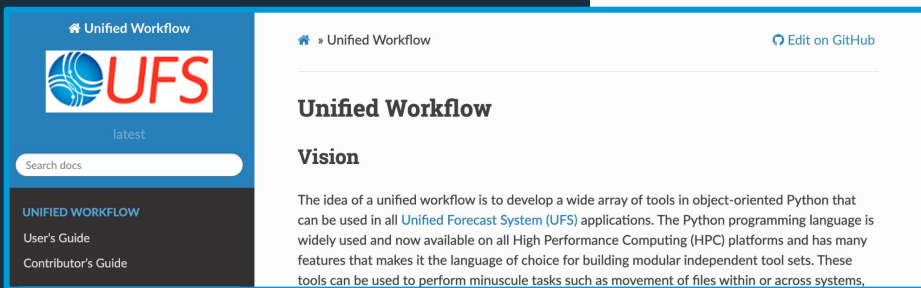 Unified Workflow
UFS
latest
Search docs
UNIFIED WORKFLOW
User's Guide
Contributor's Guide
» Unified Workflow
Edit on GitHub
Unified Workflow
Vision
The idea of a unified workflow is to develop a wide array of tools in object-oriented Python that
can be used in all Unified Forecast System (UFS) applications. The Python programming language is
widely used and now available on all High Performance Computing (HPC) platforms and has many
features that makes it the language of choice for building modular independent tool sets. These
tools can be used to perform minuscule tasks such as movement of files within or across systems,